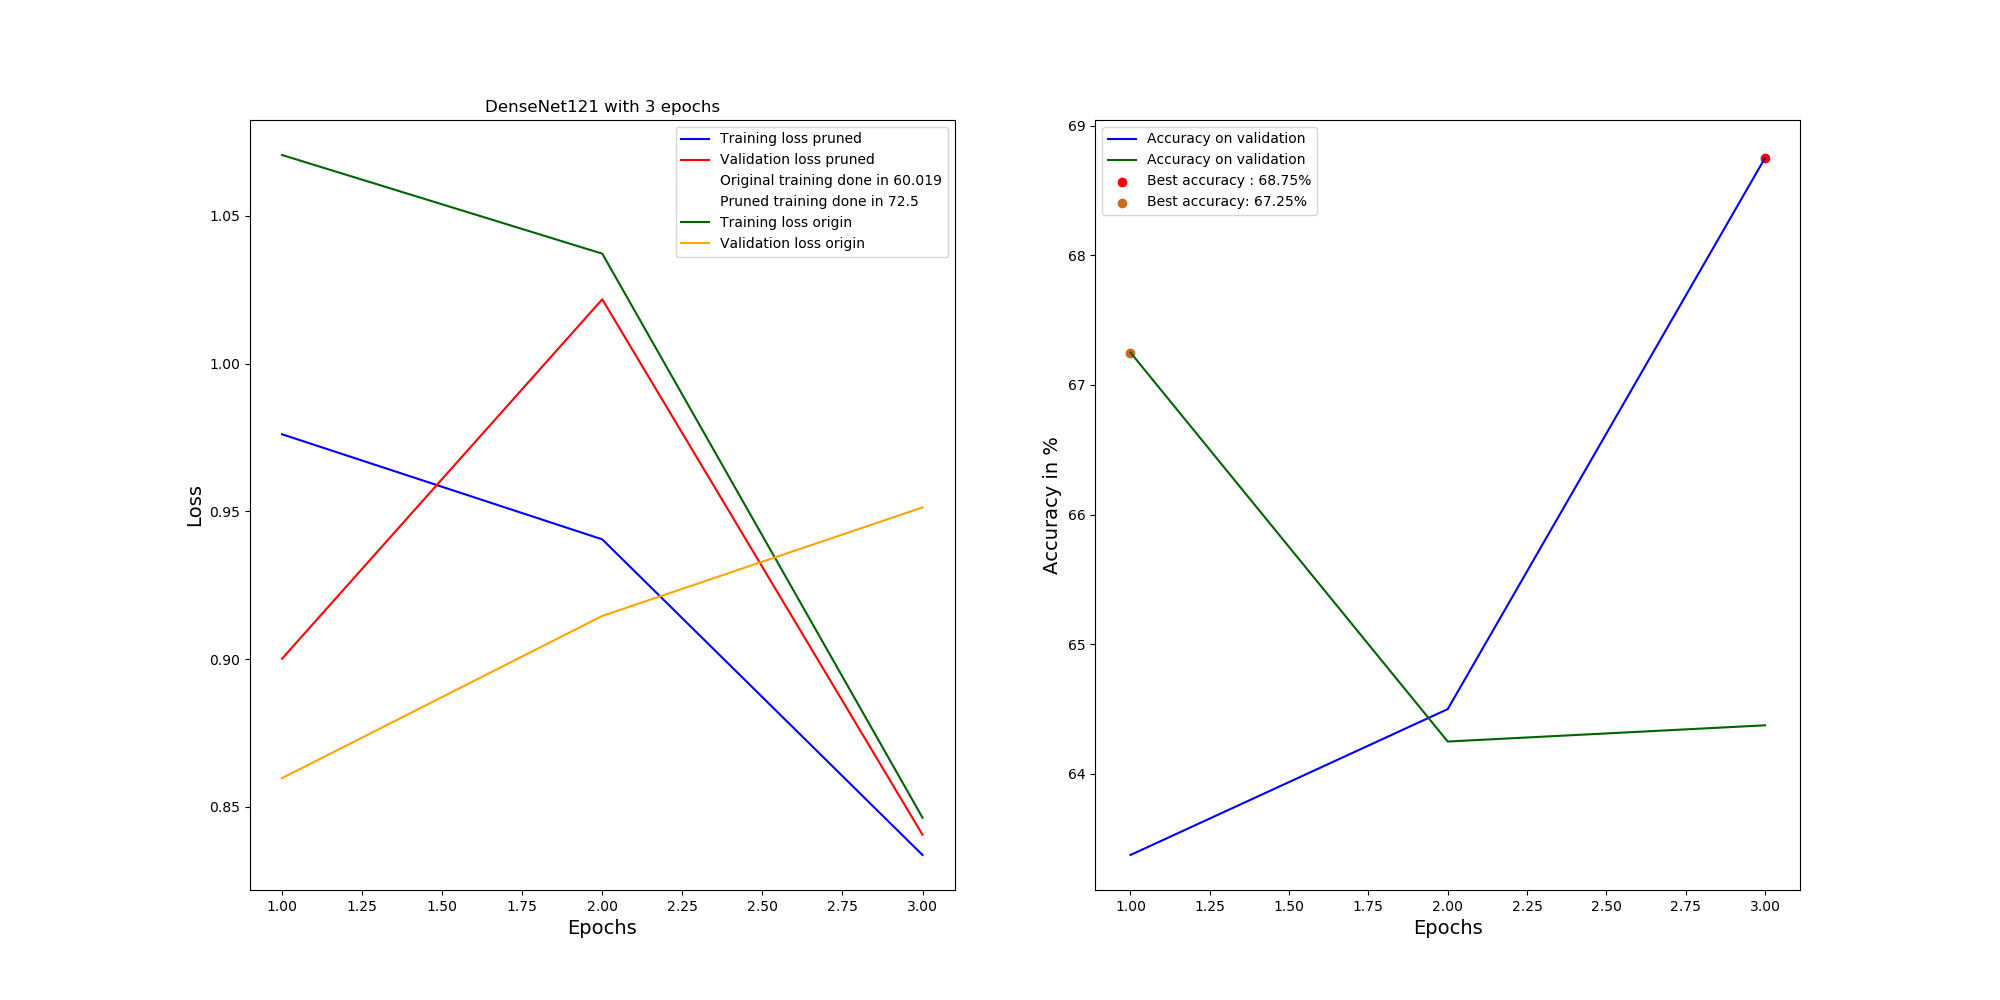 DenseNet121 with 3 epochs
Training loss pruned
Validation loss pruned
Original training done in 60.019
Pruned training done in 72.5
Training loss origin
Validation loss origin
1.05
1.00
0.95
0.90
0.85
Loss
1.00 1.25 1.50 1.75 2.00 2.25 2.50 2.75 3.00
Epochs
Accuracy on validation
Accuracy on validation
Best accuracy : 68.75%
Best accuracy: 67.25%
69
68
67
66
65
64
Accuracy in %
1.00 1.25 1.50 1.75 2.00 2.25 2.50 2.75 3.00
Epochs